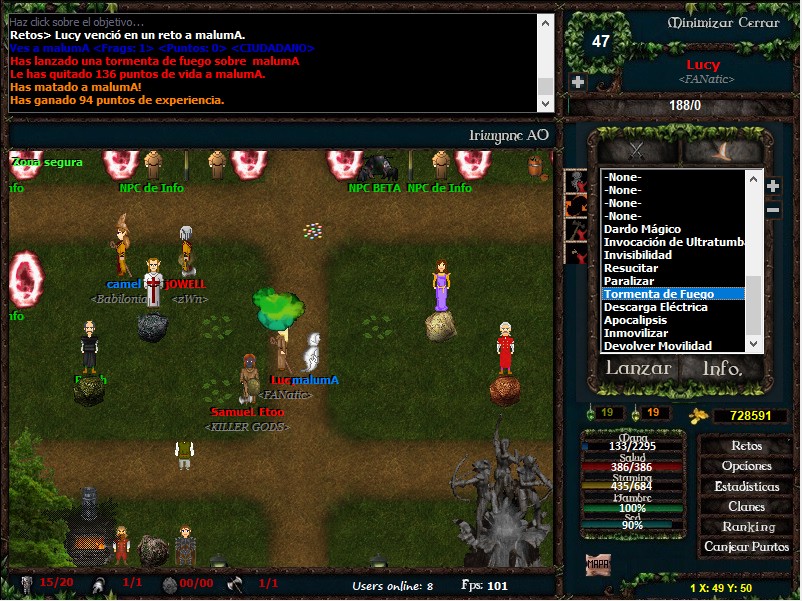 Haz click sobre el objetivo...
Retos> Lucy venció en un reto a malumA.
Ves a malumA <Frags: 1> <Puntos: 0> <CIUDADANO>
Has lanzado una tormenta de fuego sobre malumA
Le has quitado 136 puntos de vida a malumA.
Has matado a malumA!
Has ganado 94 puntos de experiencia.
Minimizar Cerrar
47
Lucy
<FANatic>
188/0
Iriwynne AO
Zona segura
nfo
NPC de Info
NPC BETA
NPC de Info
nfo
camel
jOWELL
<Babilonia
<zWn>
Luc
malumA
<FANatic>
SamueL Etoo
<KILLER GODS>
-None-
-None-
-None-
-None-
Dardo Mágico
Invocación de Ultratumb
Invisibilidad
Resucitar
Paralizar
Tormenta de Fuego
Descarga Eléctrica
Apocalipsis
Inmovilizar
Devolver Movilidad
Lanzar
Info.
19
19
728591
Mana
133/2295
Salud
386/386
Stamina
435/684
Hambre
100%
Sed
90%
Retos
Opciones
Estadísticas
Clanes
Ranking
Canjear Puntos
MAPA
15/20
1/1
00/00
1/1
Users online: 8
Fps: 101
1 X: 49 Y: 50